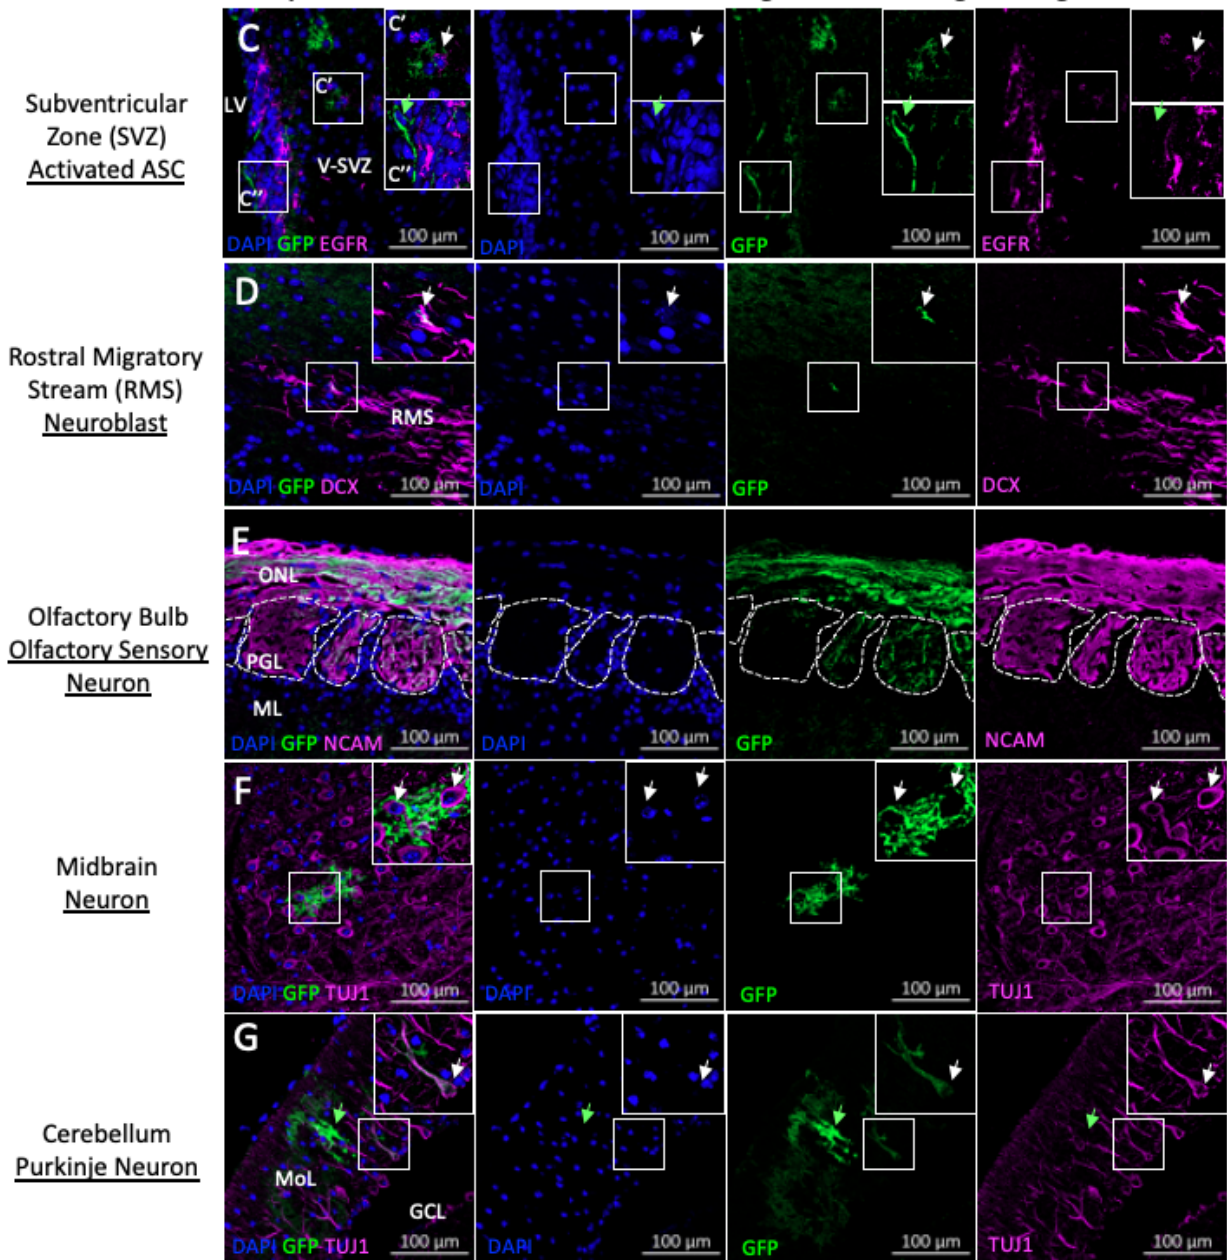 Subventricular
Zone (SVZ)
Activated ASC
C
C'
C'
LV
V-SVZ
C''
C''
DAPI GFP EGFR
100 µm
DAPI
100 µm
GFP
100 µm
EGFR
100 µm
Rostral Migratory
Stream (RMS)
Neuroblast
D
RMS
DAPI GFP DCX
100 µm
DAPI
100 µm
GFP
100 µm
DCX
100 µm
Olfactory Bulb
Olfactory Sensory
Neuron
E
ONL
PGL
ML
DAPI GFP NCAM
100 µm
DAPI
100 µm
GFP
100 µm
NCAM
100 µm
Midbrain
Neuron
F
DAPI GFP TUJ1
100 µm
DAPI
100 µm
GFP
100 µm
TUJ1
100 µm
Cerebellum
Purkinje Neuron
G
MoL
GCL
DAPI GFP TUJ1
100 µm
DAPI
100 µm
GFP
100 µm
TUJ1
100 µm